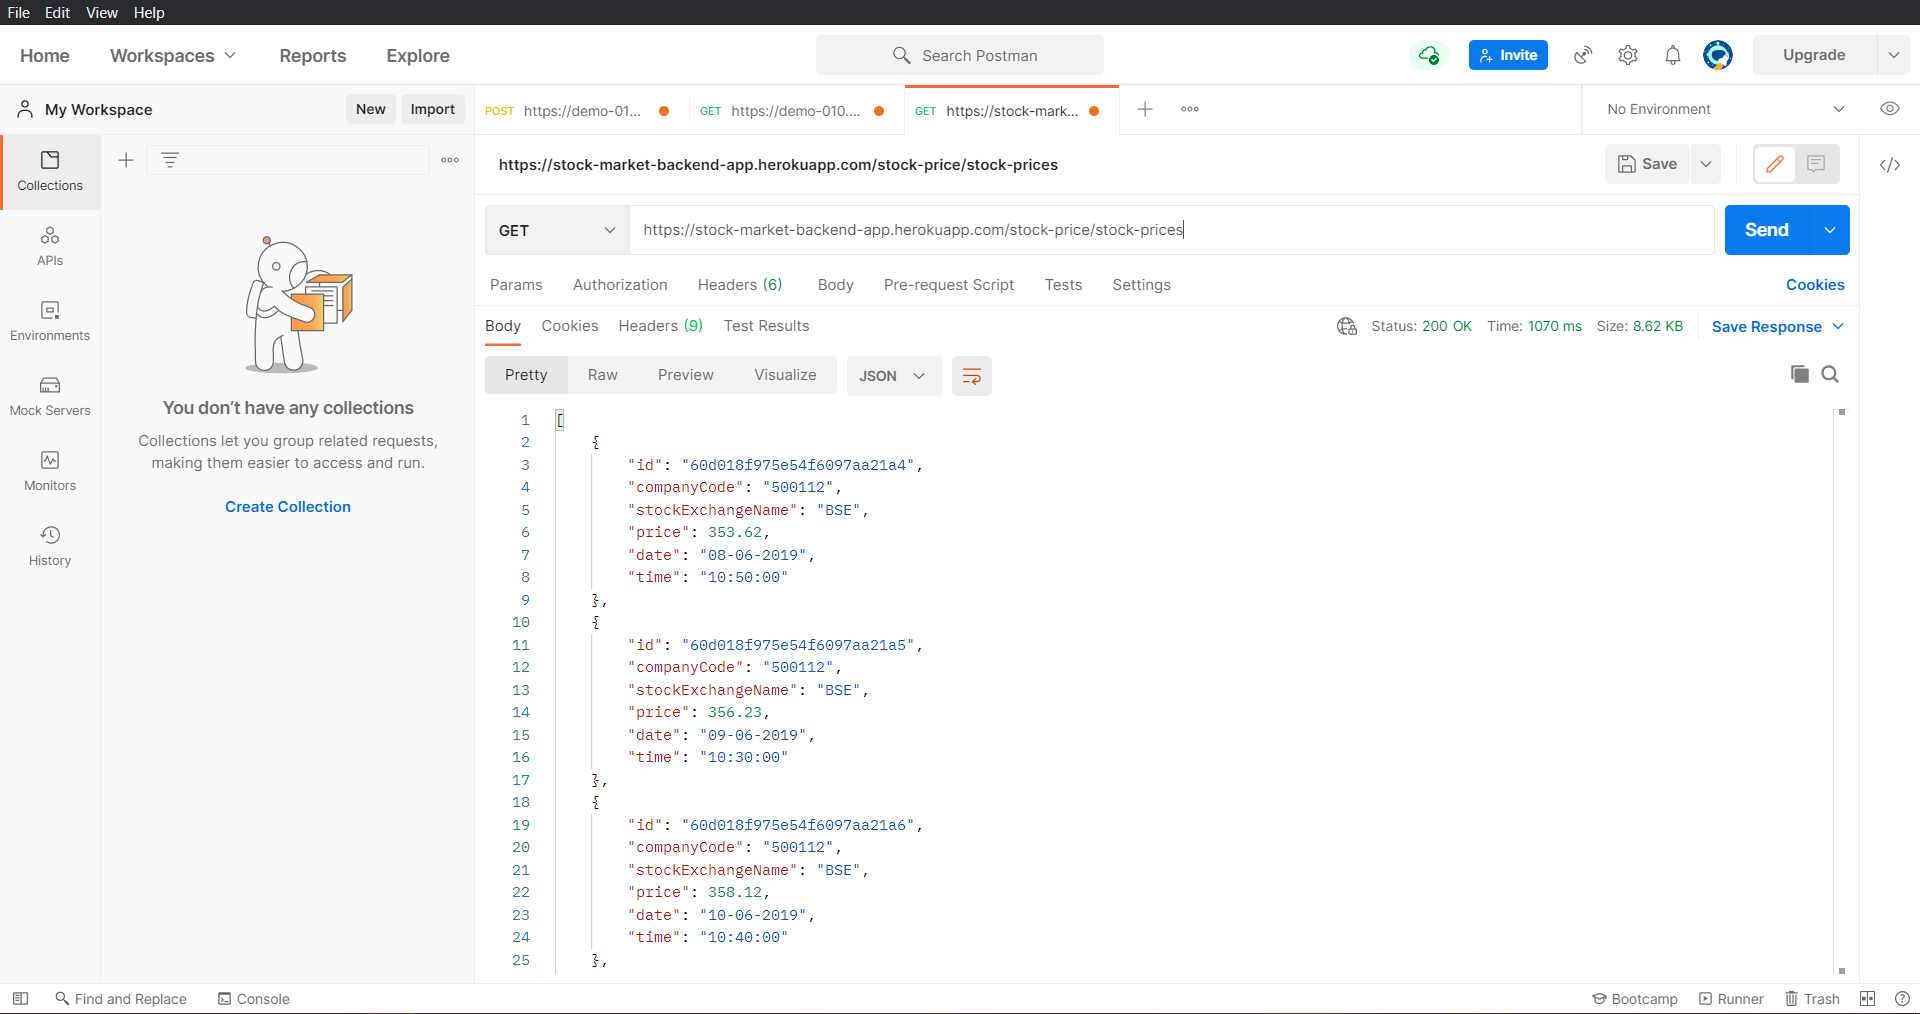 File Edit View Help
Home Workspaces Reports Explore Search Postman Invite Upgrade
My Workspace New Import POST https://demo-01... GET https://demo-010.... GET https://stock-mark... No Environment
Collections
APIs
Environments
Mock Servers
Monitors
History
You don’t have any collections
Collections let you group related requests,
making them easier to access and run.
Create Collection
https://stock-market-backend-app.herokuapp.com/stock-price/stock-prices Save
GET https://stock-market-backend-app.herokuapp.com/stock-price/stock-prices Send
Params Authorization Headers (6) Body Pre-request Script Tests Settings Cookies
Body Cookies Headers (9) Test Results Status: 200 OK Time: 1070 ms Size: 8.62 KB Save Response
Pretty Raw Preview Visualize JSON
1 [
2 {
3 "id": "60d018f975e54f6097aa21a4",
4 "companyCode": "500112",
5 "stockExchangeName": "BSE",
6 "price": 353.62,
7 "date": "08-06-2019",
8 "time": "10:50:00"
9 },
10 {
11 "id": "60d018f975e54f6097aa21a5",
12 "companyCode": "500112",
13 "stockExchangeName": "BSE",
14 "price": 356.23,
15 "date": "09-06-2019",
16 "time": "10:30:00"
17 },
18 {
19 "id": "60d018f975e54f6097aa21a6",
20 "companyCode": "500112",
21 "stockExchangeName": "BSE",
22 "price": 358.12,
23 "date": "10-06-2019",
24 "time": "10:40:00"
25 },
Find and Replace Console Bootcamp Runner Trash